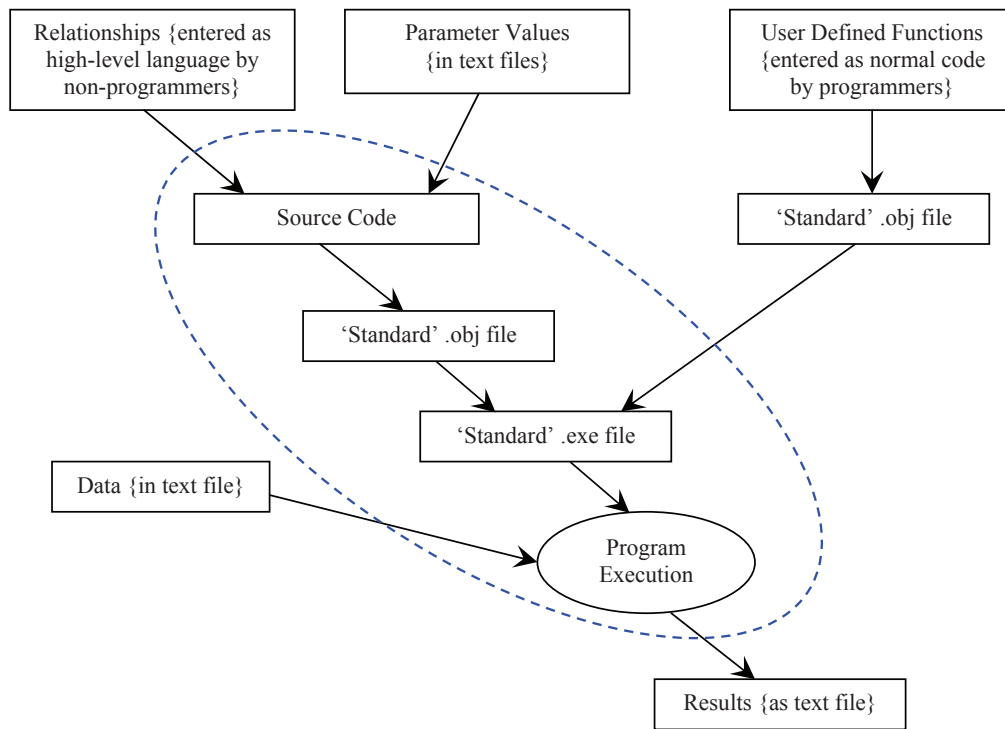 Relationships {entered as
high-level language by
non-programmers}
Parameter Values
{in text files}
User Defined Functions
{entered as normal code
by programmers}
Source Code
‘Standard’ .obj file
‘Standard’ .obj file
‘Standard’ .exe file
Data {in text file}
Program
Execution
Results {as text file}